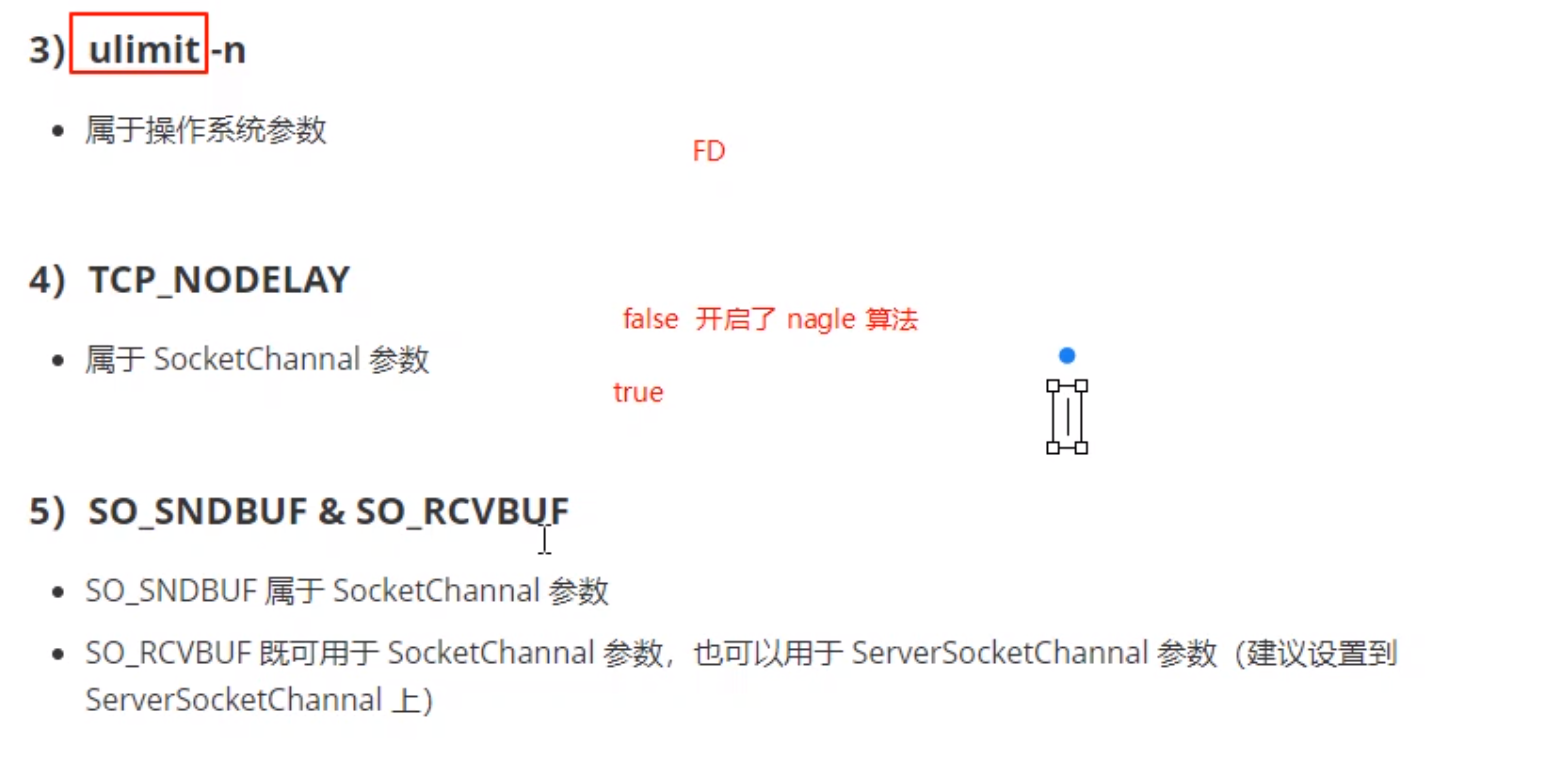 3）ulimit -n
属于操作系统参数
FD
4）TCP_NODELAY
false 开启了 nagle 算法
属于 SocketChannal 参数
true
5）SO_SNDBUF & SO_RCVBUF
SO_SNDBUF 属于 SocketChannal 参数
SO_RCVBUF 既可用于 SocketChannal 参数，也可以用于 ServerSocketChannal 参数（建议设置到
ServerSocketChannal 上）